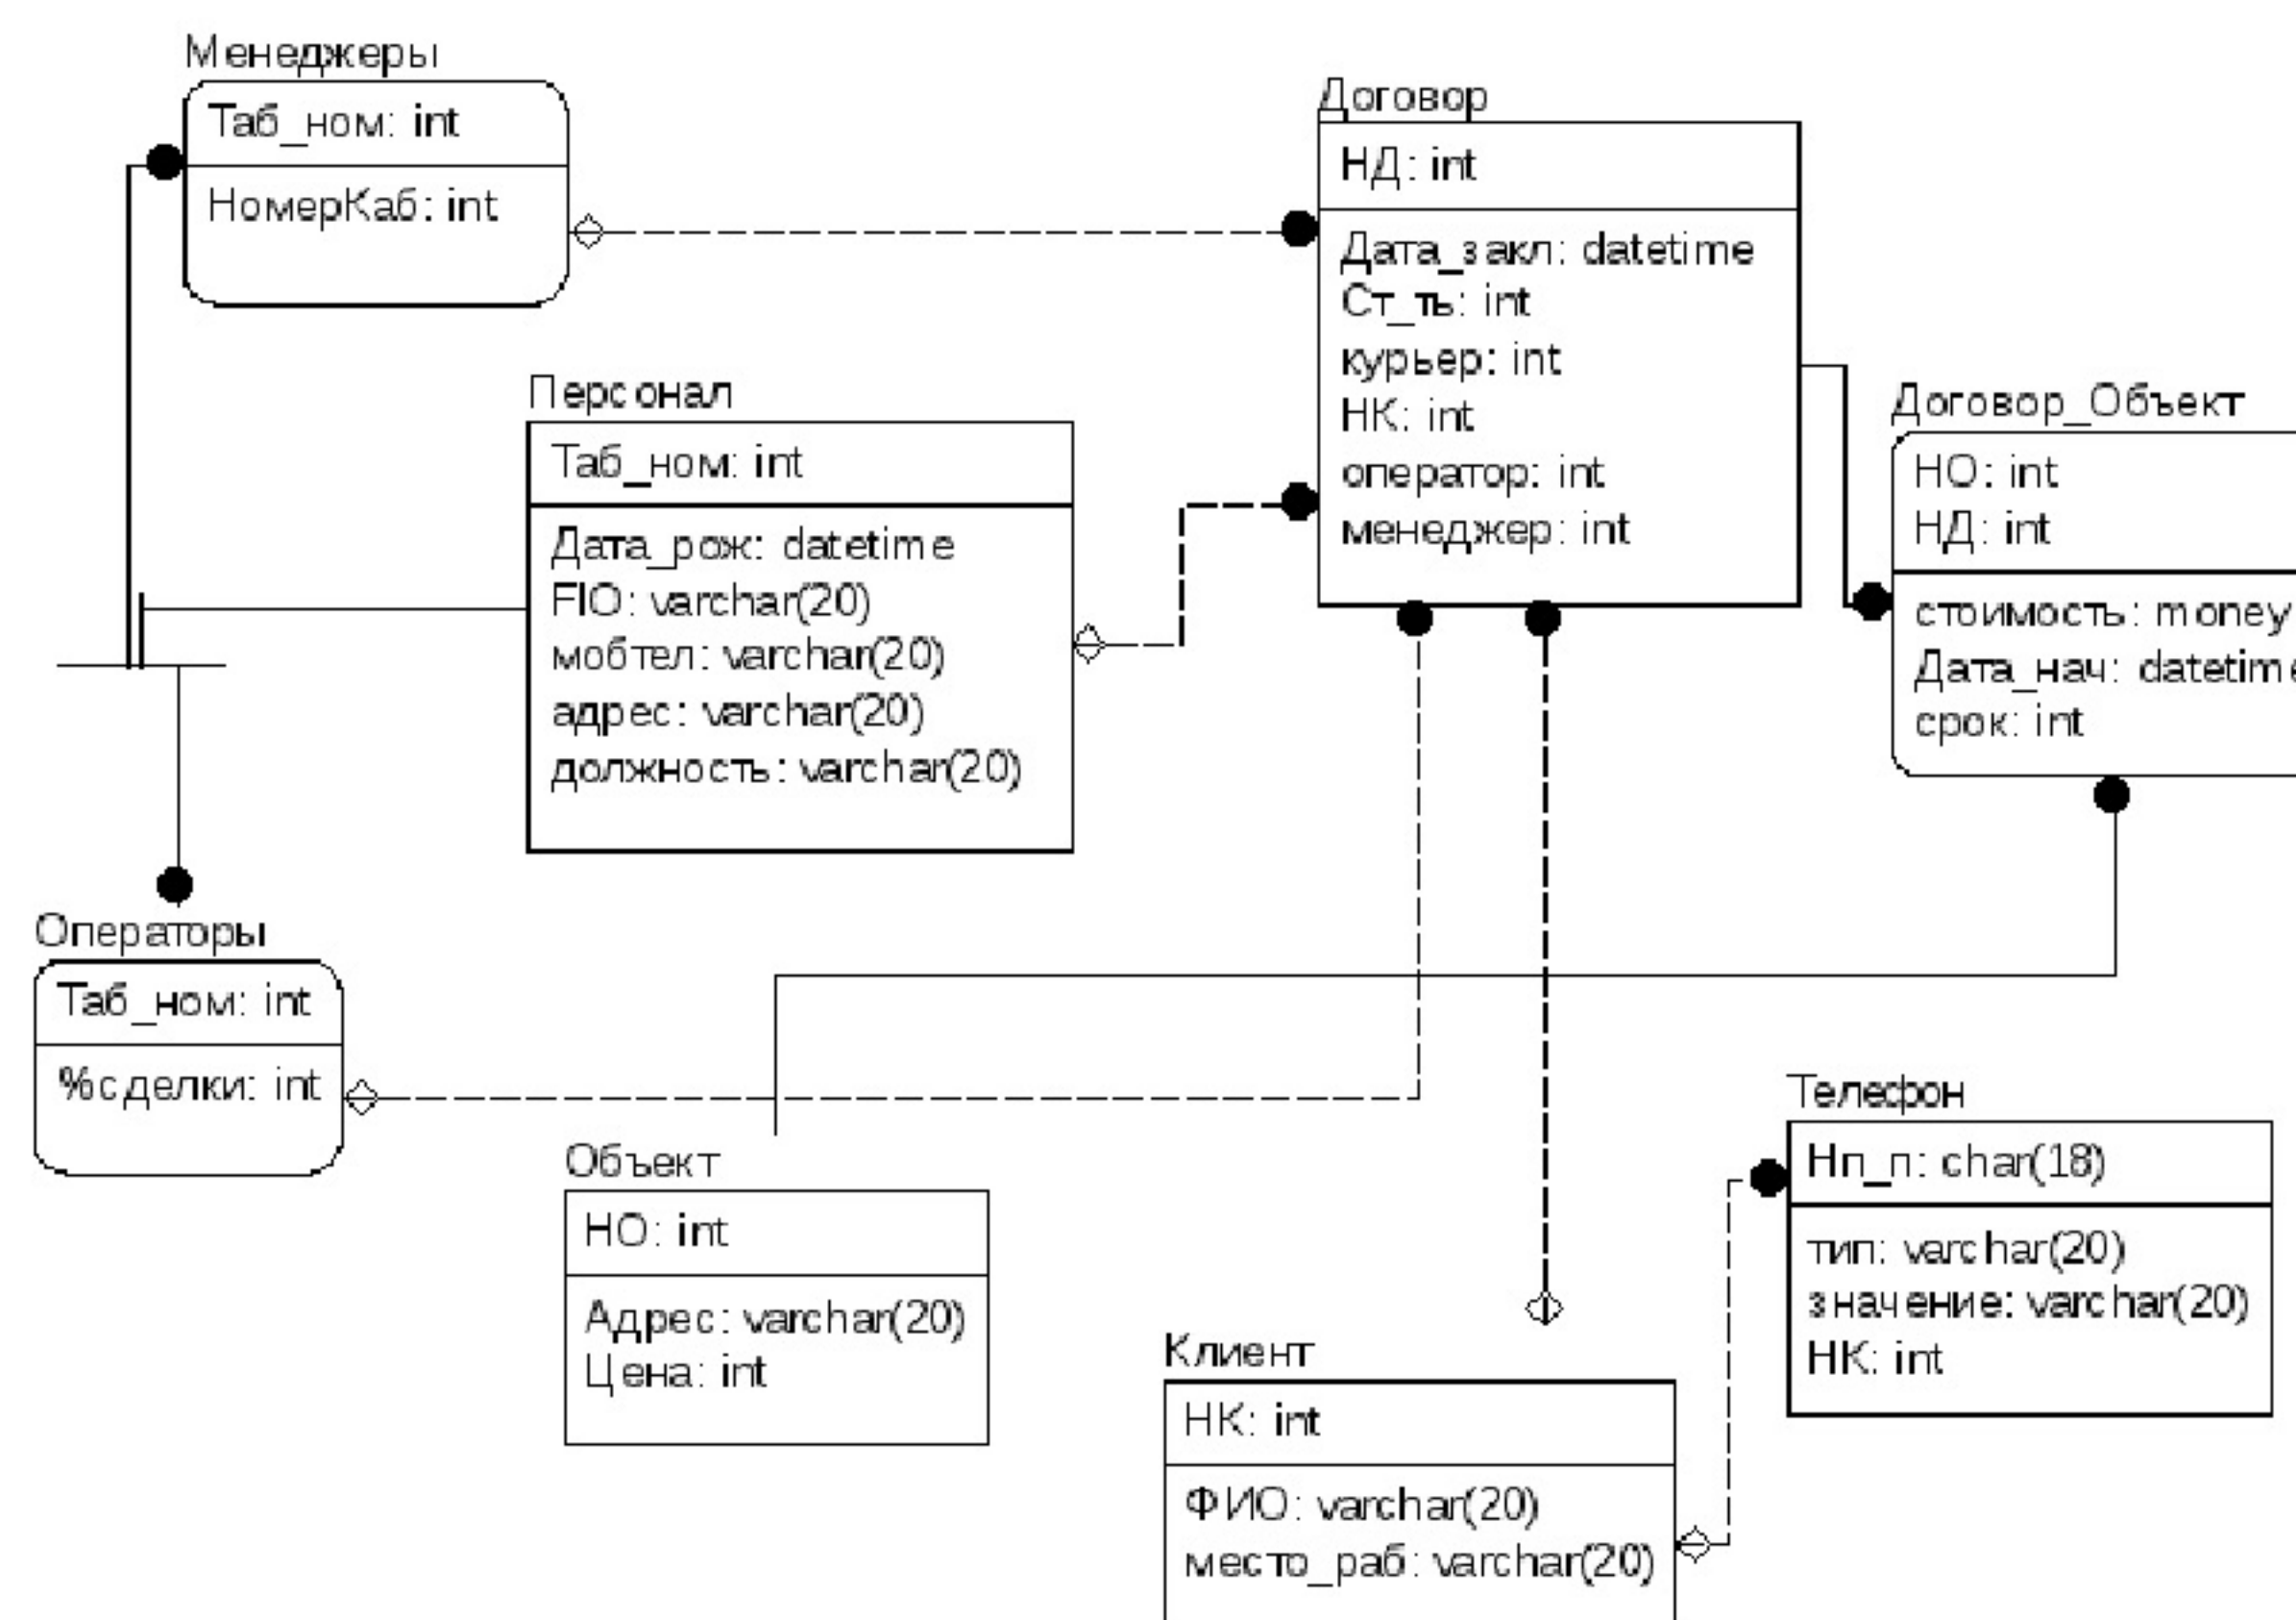 Менеджеры
Таб_ном: int
НомерКаб: int
Договор
НД: int
Дата_закл: datetime
Ст_ть: int
курьер: int
НК: int
оператор: int
менеджер: int
Персонал
Таб_ном: int
Дата_рож: datetime
FIO: varchar(20)
мобтел: varchar(20)
адрес: varchar(20)
должность: varchar(20)
Договор_Объект
НО: int
НД: int
стоимость: money
Дата_нач: datetime
срок: int
Операторы
Таб_ном: int
%сделки: int
Объект
НО: int
Адрес: varchar(20)
Цена: int
Телефон
Нп_п: char(18)
тип: varchar(20)
значение: varchar(20)
НК: int
Клиент
НК: int
ФИО: varchar(20)
место_раб: varchar(20)